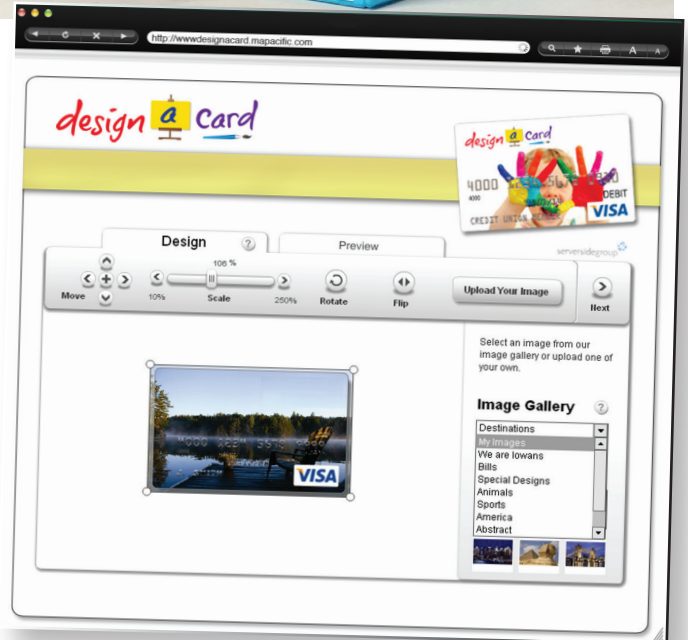 http://wwwdesignacard.mapacific.com
A A
design a card
design a card
4000
4000
DEBIT
VISA
CREDIT UNION
serversidegroup
Design ?
Preview
106 %
Move
10%
Scale
250%
Rotate
Flip
Upload Your Image
Next
Select an image from our
image gallery or upload one of
your own.
Image Gallery ?
Destinations
My Images
We are Iowans
Bills
Special Designs
Animals
Sports
America
Abstract
VISA